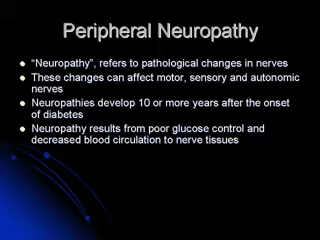 Peripheral Neuropathy
“Neuropathy”, refers to pathological changes in nerves
These changes can affect motor, sensory and autonomic
nerves
Neuropathies develop 10 or more years after the onset
of diabetes
Neuropathy results from poor glucose control and
decreased blood circulation to nerve tissues